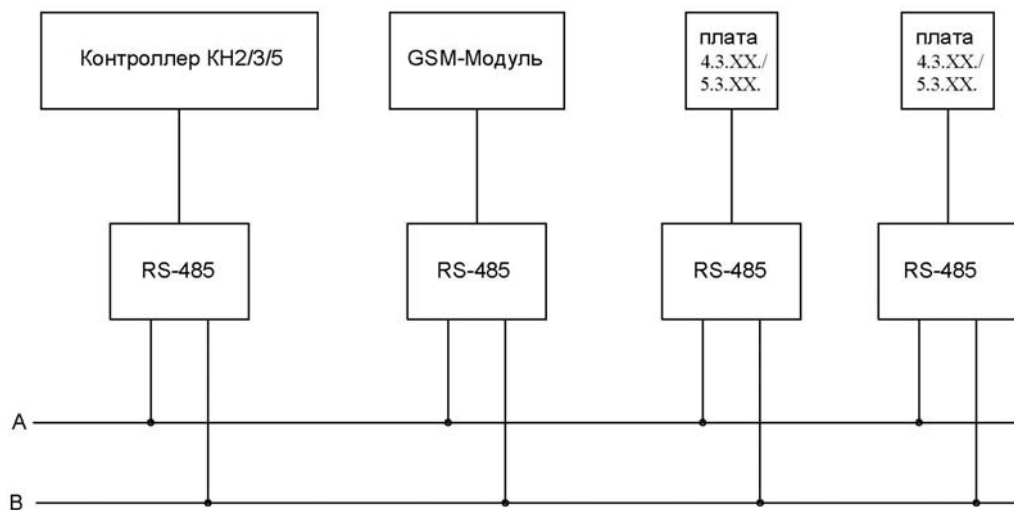 Контроллер КН2/3/5
GSM-Модуль
плата
4.3.XX./
5.3.XX.
плата
4.3.XX./
5.3.XX.
RS-485
RS-485
RS-485
RS-485
A
B